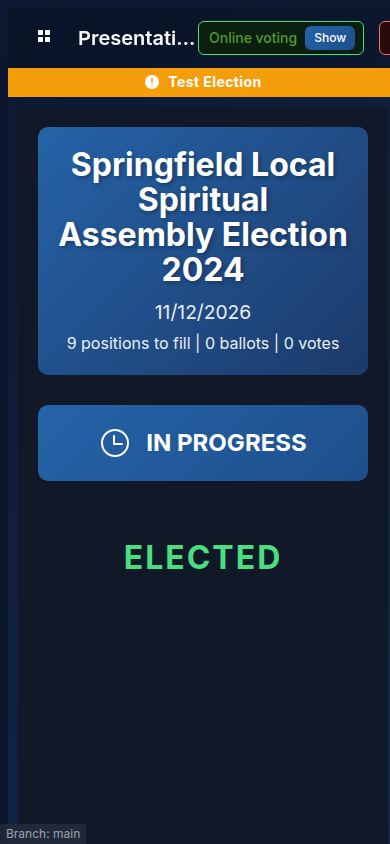 Presentati...
Online voting
Show
Test Election
Springfield Local
Spiritual
Assembly Election
2024
11/12/2026
9 positions to fill | 0 ballots | 0 votes
IN PROGRESS
ELECTED
Branch: main